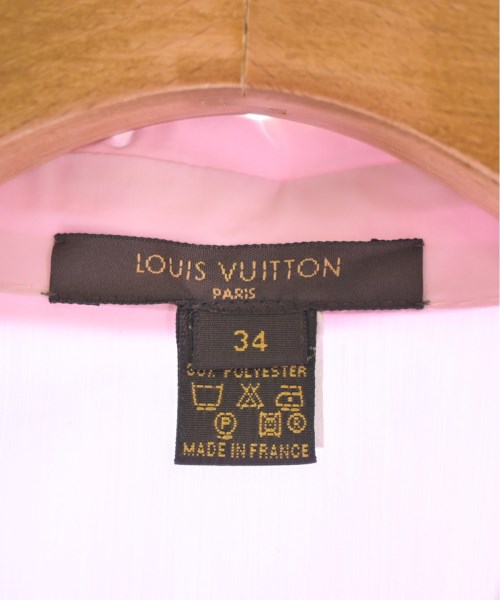 LOUIS VUITTON
PARIS
34
POLYESTER
P R
MADE IN FRANCE